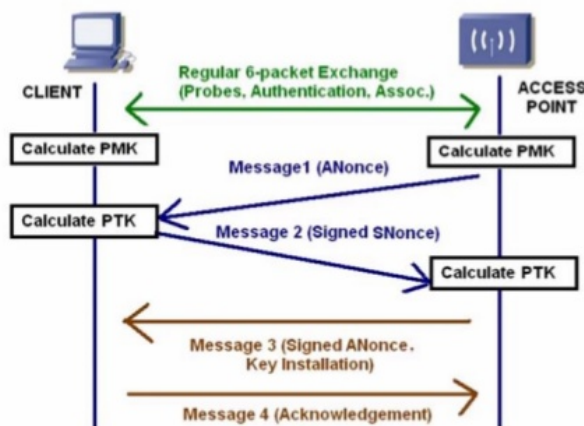 Regular 6-packet Exchange
(Probes, Authentication, Assoc.)
CLIENT
ACCESS
POINT
Calculate PMK
Calculate PMK
Message1 (ANonce)
Calculate PTK
Message 2 (Signed SNonce)
Calculate PTK
Message 3 (Signed ANonce.
Key Installation)
Message 4 (Acknowledgement)